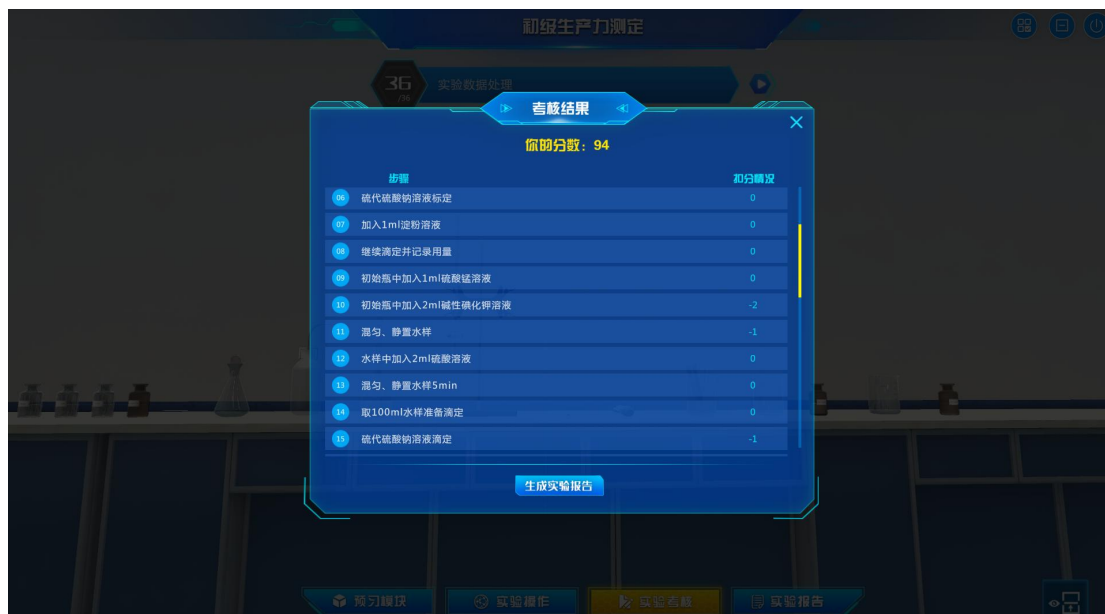 初级生产力测定
36
/36
实验数据处理
考核结果
你的分数：94
步骤 扣分情况
06 硫代硫酸钠溶液标定 0
07 加入1ml淀粉溶液 0
08 继续滴定并记录用量 0
09 初始瓶中加入1ml硫酸锰溶液 0
10 初始瓶中加入2ml碱性碘化钾溶液 -2
11 混匀、静置水样 -1
12 水样中加入2ml硫酸溶液 0
13 混匀、静置水样5min 0
14 取100ml水样准备滴定 0
15 硫代硫酸钠溶液滴定 -1
生成实验报告
预习模块 实验操作 实验考核 实验报告